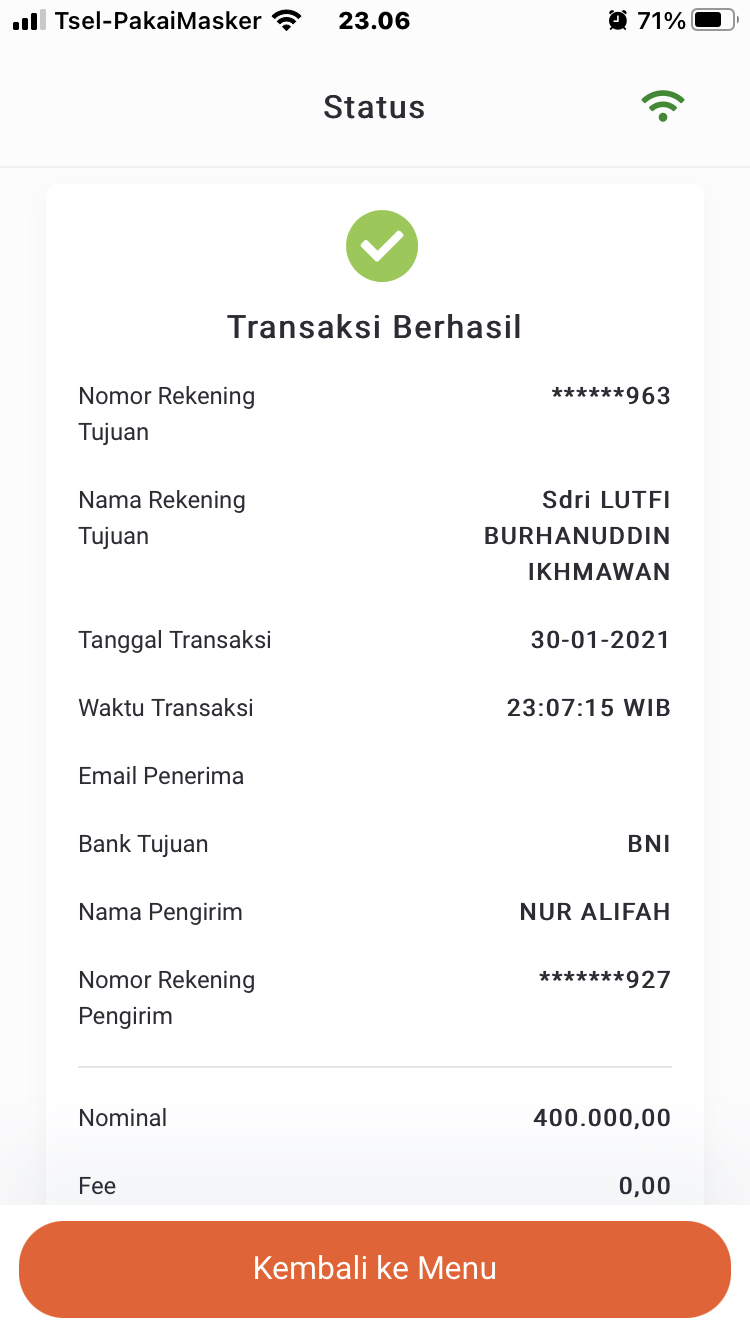 Tsel-PakaiMasker 23.06 71%
Status
Transaksi Berhasil
Nomor Rekening ******963
Tujuan
Nama Rekening Sdri LUTFI
Tujuan BURHANUDDIN
IKHMAWAN
Tanggal Transaksi 30-01-2021
Waktu Transaksi 23:07:15 WIB
Email Penerima
Bank Tujuan BNI
Nama Pengirim NUR ALIFAH
Nomor Rekening *******927
Pengirim
Nominal 400.000,00
Fee 0,00
Kembali ke Menu